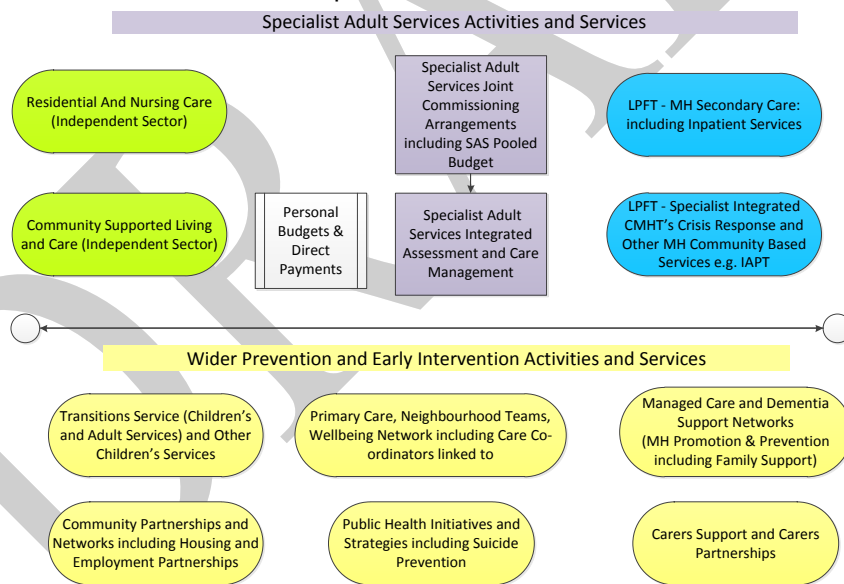 Specialist Adult Services Activities and Services
Residential And Nursing Care
(Independent Sector)
Specialist Adult
Services Joint
Commissioning
Arrangements
including SAS Pooled
Budget
LPFT - MH Secondary Care:
including Inpatient Services
Community Supported Living
and Care (Independent Sector)
Personal
Budgets &
Direct
Payments
Specialist Adult
Services Integrated
Assessment and Care
Management
LPFT - Specialist Integrated
CMHT's Crisis Response and
Other MH Community Based
Services e.g. IAPT
Wider Prevention and Early Intervention Activities and Services
Transitions Service (Children's
and Adult Services) and Other
Children's Services
Primary Care, Neighbourhood Teams,
Wellbeing Network including Care Co-
ordinators linked to
Managed Care and Dementia
Support Networks
(MH Promotion & Prevention
including Family Support)
Community Partnerships and
Networks including Housing and
Employment Partnerships
Public Health Initiatives and
Strategies including Suicide
Prevention
Carers Support and Carers
Partnerships